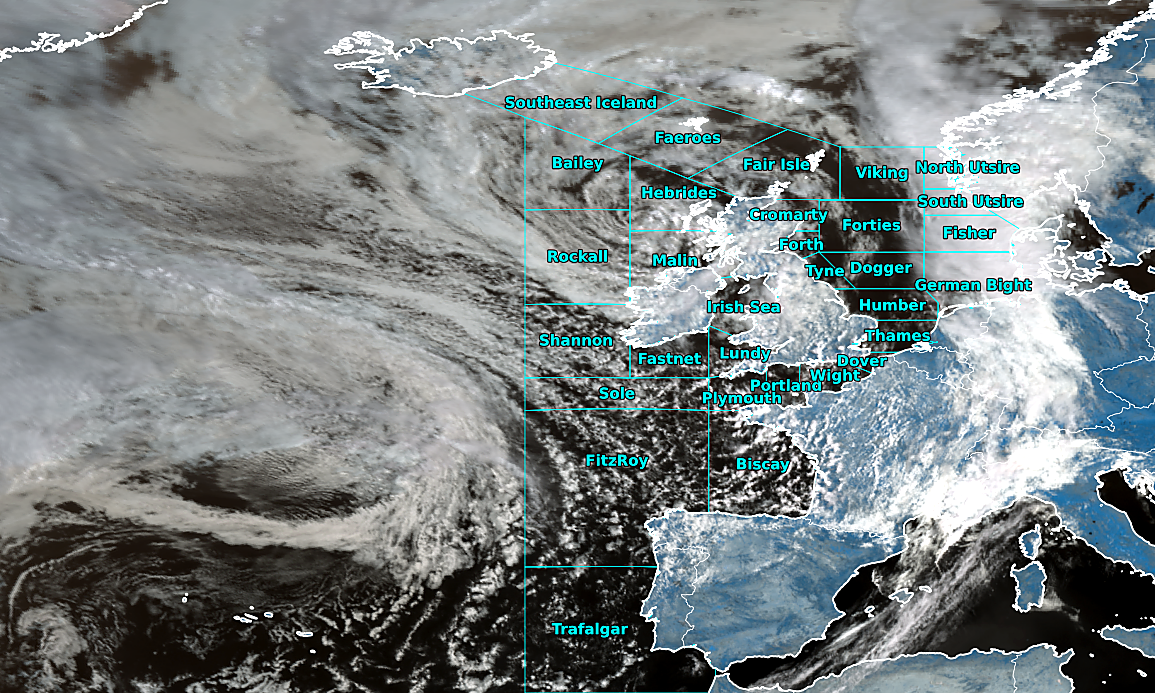 Southeast Iceland
Faeroes
Bailey
Fair Isle
Viking
North Utsire
Hebrides
South Utsire
Cromarty
Forties
Fisher
Forth
Rockall
Malin
Tyne
Dogger
German Bight
Irish Sea
Humber
Shannon
Thames
Fastnet
Lundy
Dover
Wight
Portland
Sole
Plymouth
FitzRoy
Biscay
Trafalgar